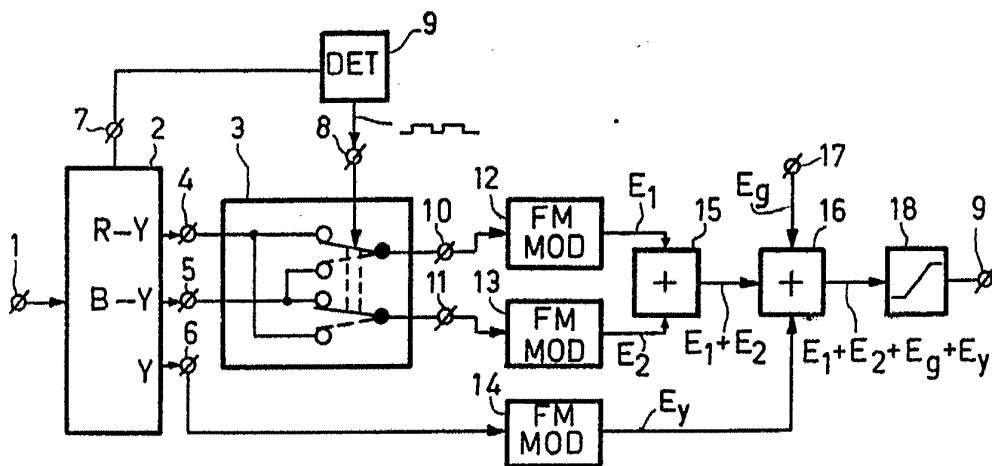 9
DET
7
2
3
8
4
12
17
1
R-Y
10
FM
MOD
E1
15
Eg
16
18
9
5
B-Y
11
13
FM
MOD
E2
E1+E2
E1+E2+Eg+Ey
6
Y
14
FM
MOD
Ey
+
+